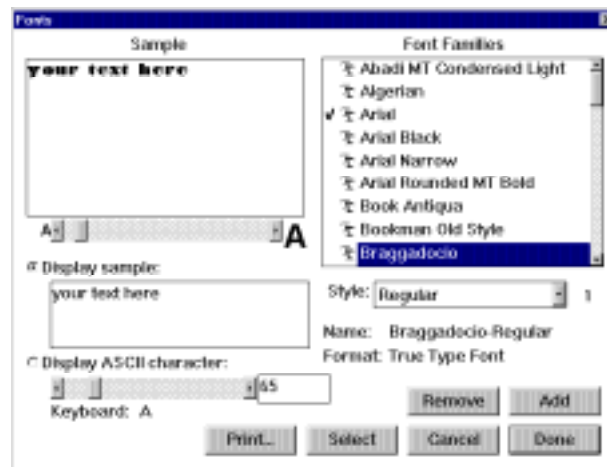 Fonts
Sample
your text here
A A
Display sample:
your text here
Display ASCII character:
65
Keyboard: A
Font Families
Abadi MT Condensed Light
Algerian
Arial
Arial Black
Arial Narrow
Arial Rounded MT Bold
Book Antiqua
Bookman Old Style
Braggadocio
Style: Regular 1
Name: Braggadocio-Regular
Format: True Type Font
Remove Add
Print... Select Cancel Done